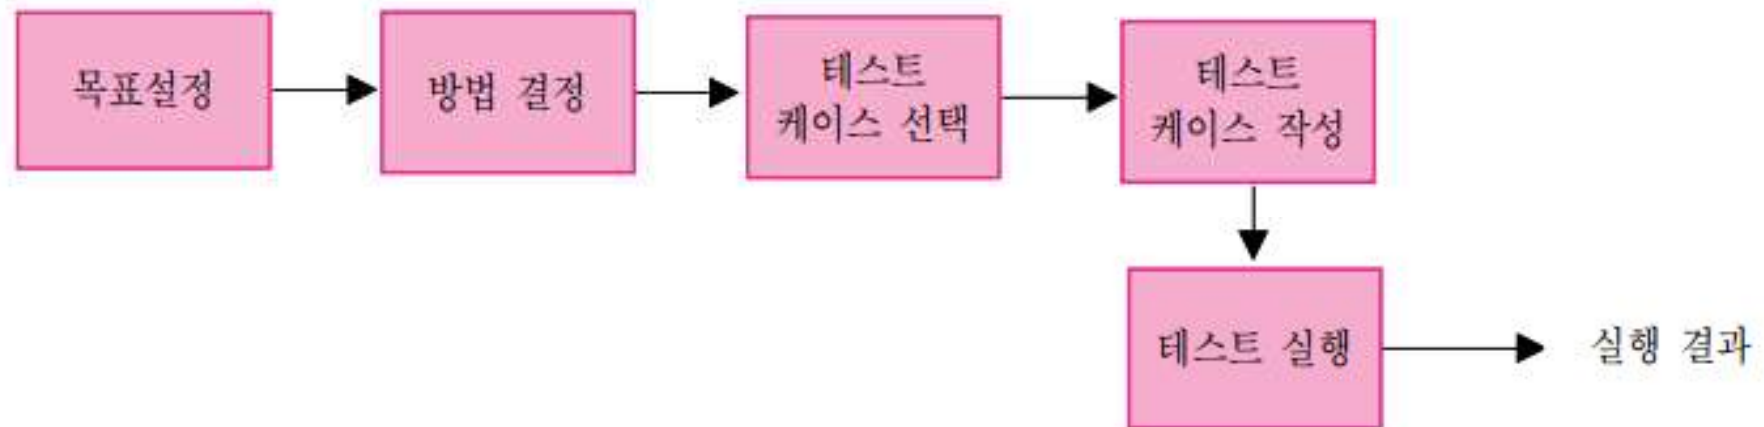 목표설정
방법 결정
테스트
케이스 선택
테스트
케이스 작성
테스트 실행
실행 결과